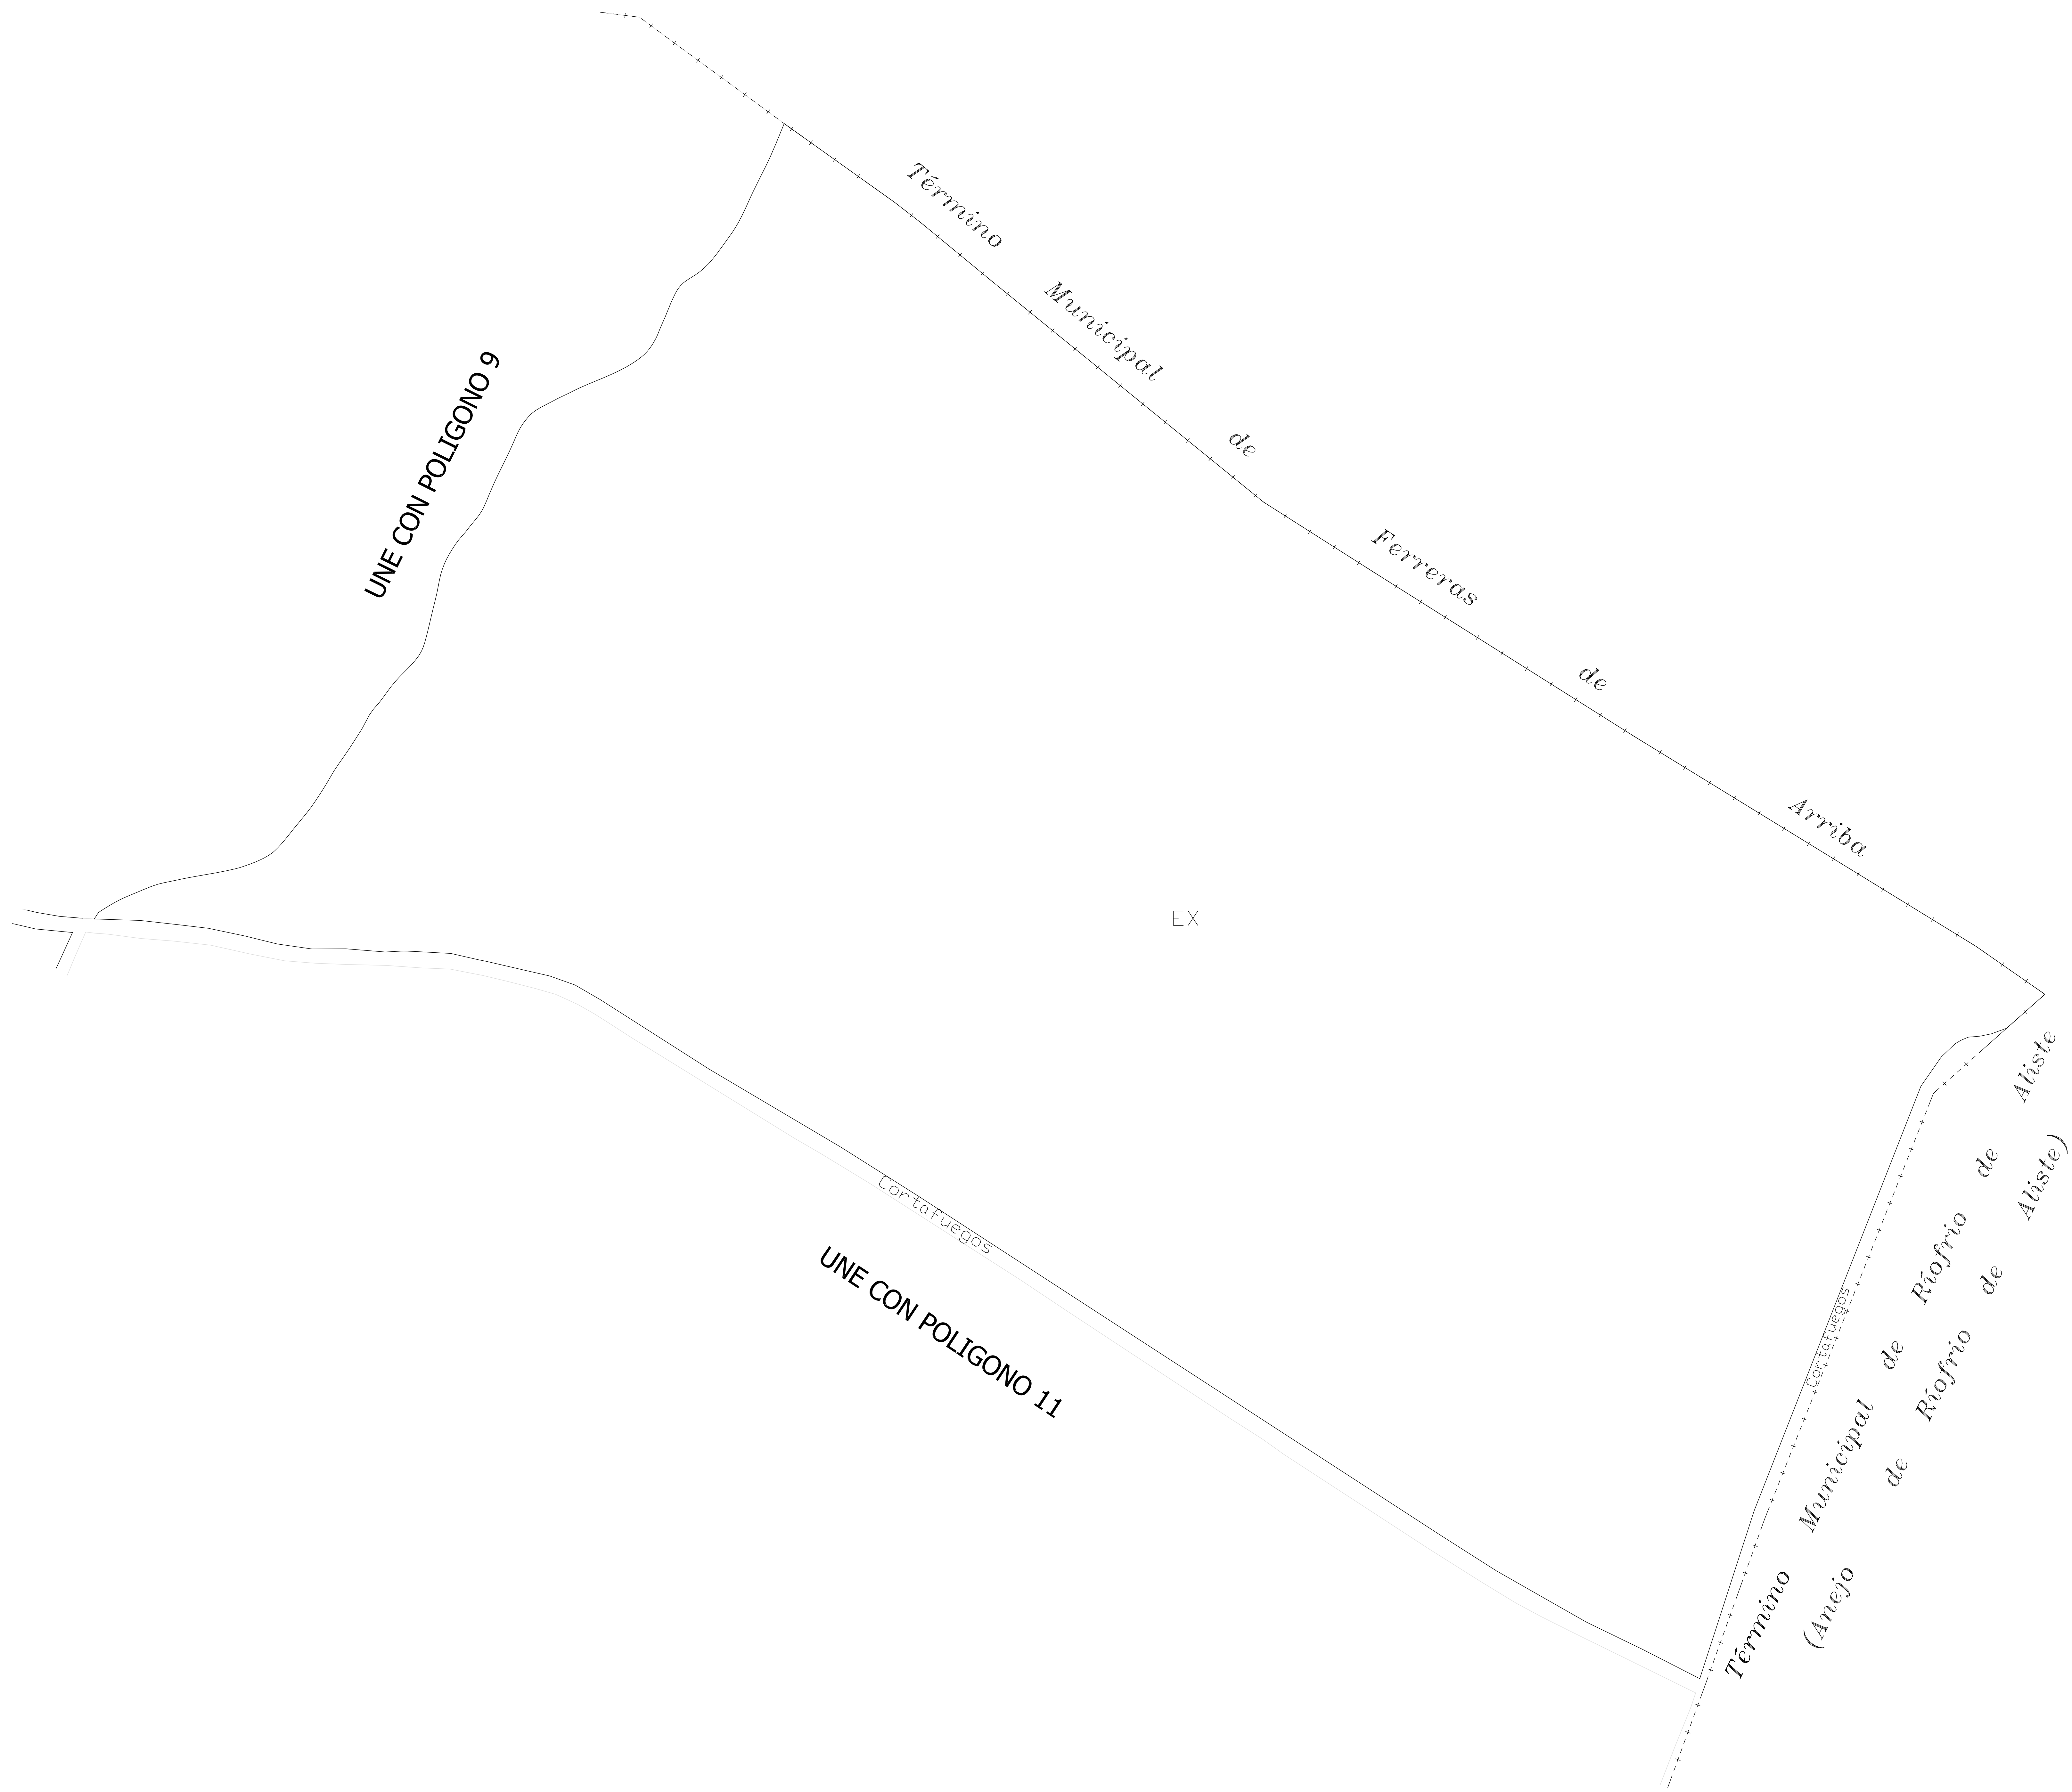 Término Municipal de Ferreras de Arriba
UNE CON POLIGONO 9
EX
Cortafuegos
UNE CON POLIGONO 11
Cortafuegos
Término Municipal de Ríofrio de Aliste
(Anejo de Ríofrio de Aliste)